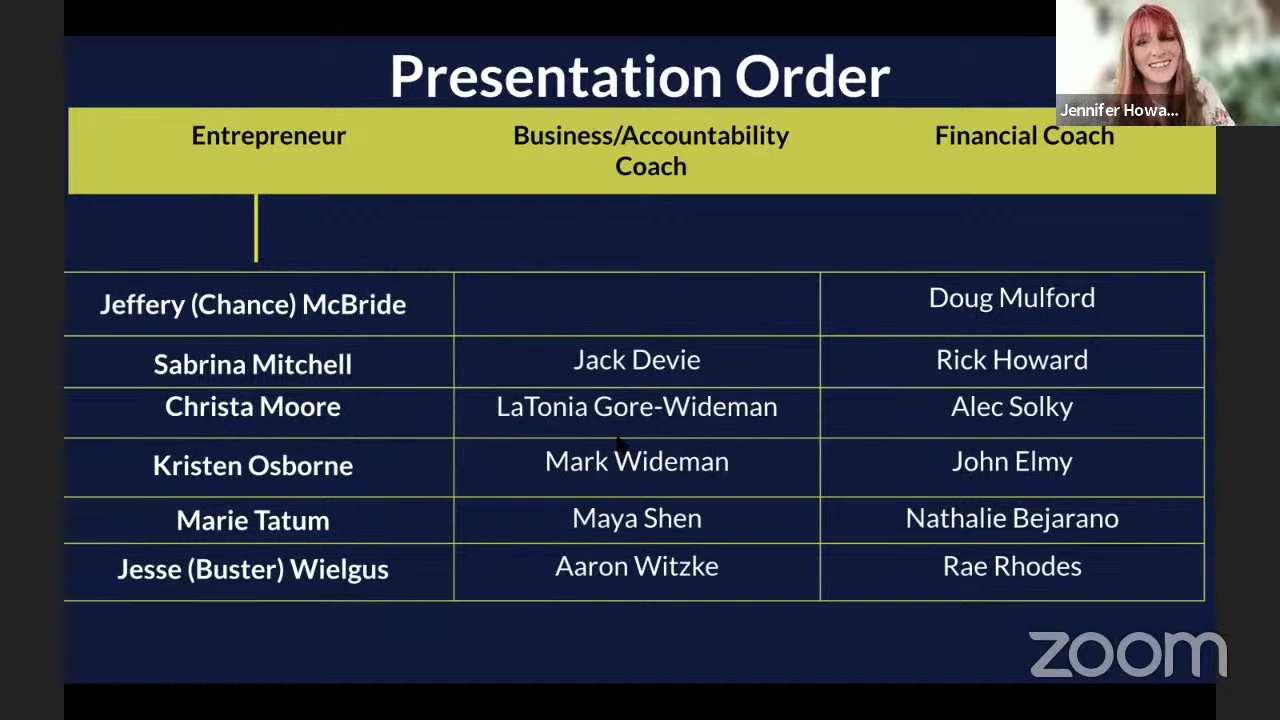 Presentation Order
Jennifer Howa...
Entrepreneur
Business/Accountability
Coach
Financial Coach
Jeffery (Chance) McBride
Doug Mulford
Sabrina Mitchell
Jack Devie
Rick Howard
Christa Moore
LaTonia Gore-Wideman
Alec Solky
Kristen Osborne
Mark Wideman
John Elmy
Marie Tatum
Maya Shen
Nathalie Bejarano
Jesse (Buster) Wielgus
Aaron Witzke
Rae Rhodes
zoom